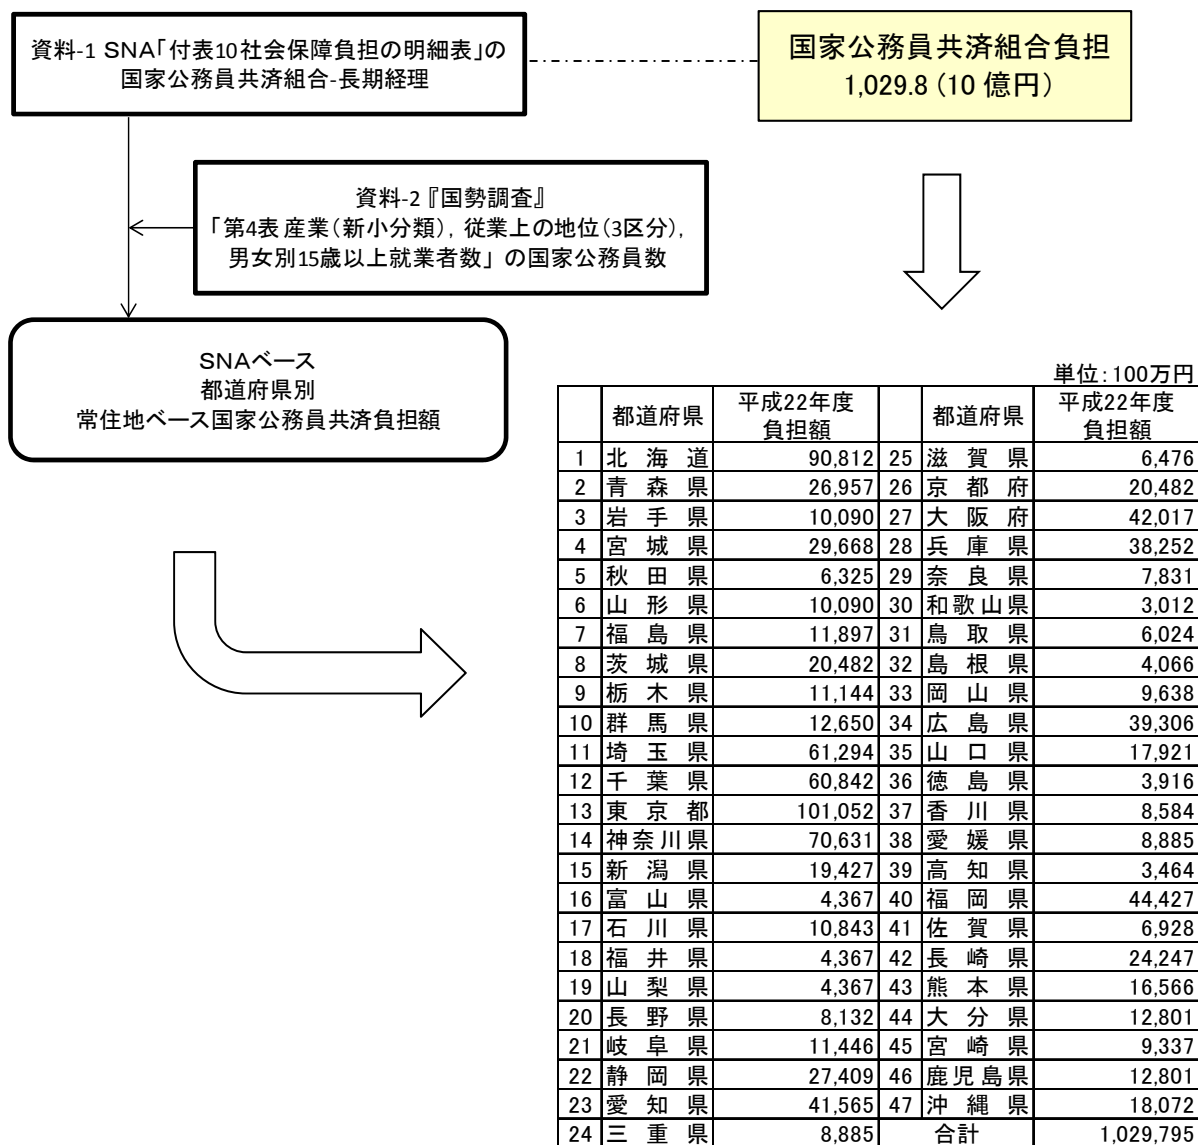 資料-1 SNA「付表10社会保障負担の明細表」の
国家公務員共済組合-長期経理
国家公務員共済組合負担
1,029.8 (10 億円)
資料-2『国勢調査』
「第4表 産業(新小分類), 従業上の地位(3区分),
男女別15歳以上就業者数」の国家公務員数
SNAベース
都道府県別
常住地ベース国家公務員共済負担額
単位:100万円
都道府県 平成22年度 負担額 都道府県 平成22年度 負担額
1 北海道 90,812 25 滋賀県 6,476
2 青森県 26,957 26 京都府 20,482
3 岩手県 10,090 27 大阪府 42,017
4 宮城県 29,668 28 兵庫県 38,252
5 秋田県 6,325 29 奈良県 7,831
6 山形県 10,090 30 和歌山県 3,012
7 福島県 11,897 31 鳥取県 6,024
8 茨城県 20,482 32 島根県 4,066
9 栃木県 11,144 33 岡山県 9,638
10 群馬県 12,650 34 広島県 39,306
11 埼玉県 61,294 35 山口県 17,921
12 千葉県 60,842 36 徳島県 3,916
13 東京都 101,052 37 香川県 8,584
14 神奈川県 70,631 38 愛媛県 8,885
15 新潟県 19,427 39 高知県 3,464
16 富山県 4,367 40 福岡県 44,427
17 石川県 10,843 41 佐賀県 6,928
18 福井県 4,367 42 長崎県 24,247
19 山梨県 4,367 43 熊本県 16,566
20 長野県 8,132 44 大分県 12,801
21 岐阜県 11,446 45 宮崎県 9,337
22 静岡県 27,409 46 鹿児島県 12,801
23 愛知県 41,565 47 沖縄県 18,072
24 三重県 8,885 合計 1,029,795